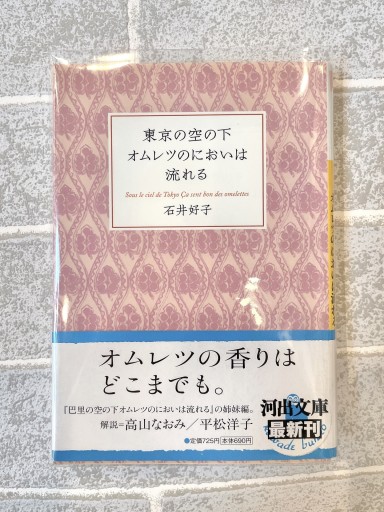 東京の空の下
オムレツのにおいは
流れる
Sous le ciel de Tokyo Ça sent bon des omelettes
石井好子
オムレツの香りは
どこまでも。
『巴里の空の下オムレツのにおいは流れる』の姉妹編。
解説=高山なおみ/平松洋子
●定価725円 本体690円
河出文庫
最新刊